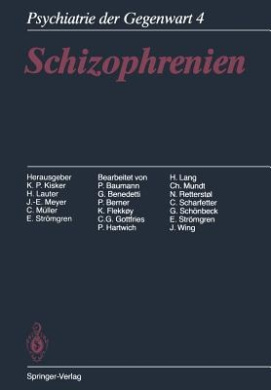 Psychiatrie der Gegenwart 4
Schizophrenien
Herausgeber
K. P. Kisker
H. Lauter
J.-E. Meyer
C. Müller
E. Strömgren
Bearbeitet von
P. Baumann
G. Benedetti
P. Berner
K. Flekkøy
C.G. Gottfries
P. Hartwich
H. Lang
Ch. Mundt
N. Retterstøl
C. Scharfetter
G. Schönbeck
E. Strömgren
J. Wing
Springer-Verlag